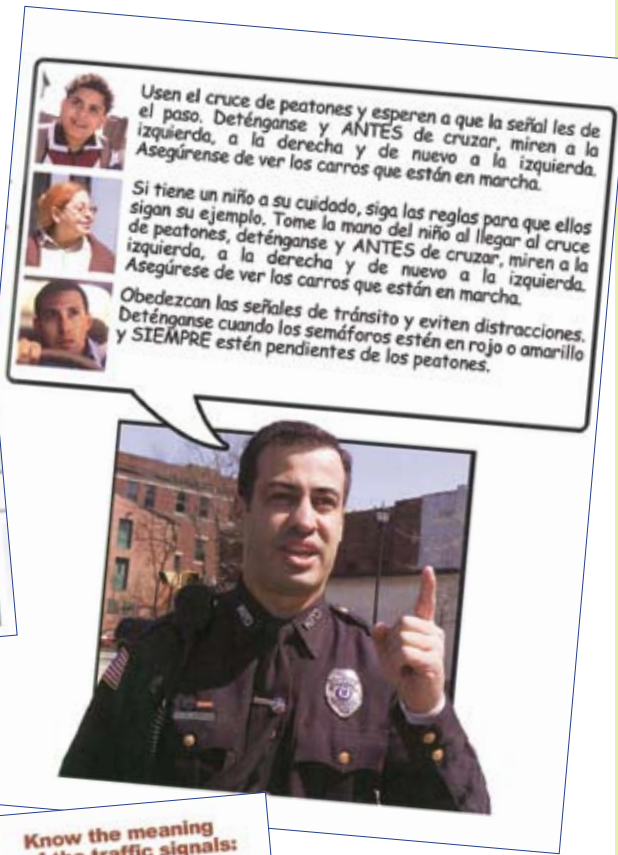 Usen el cruce de peatones y esperen a que la señal les de
el paso. Deténganse y ANTES de cruzar, miren a la
izquierda, a la derecha y de nuevo a la izquierda.
Asegúrense de ver los carros que están en marcha.
Si tiene un niño a su cuidado, siga las reglas para que ellos
sigan su ejemplo. Tome la mano del niño al llegar al cruce
de peatones, deténganse y ANTES de cruzar, miren a la
izquierda, a la derecha y de nuevo a la izquierda.
Asegúrese de ver los carros que están en marcha.
Obedezcan las señales de tránsito y eviten distracciones.
Deténganse cuando los semáforos estén en rojo o amarillo
y SIEMPRE estén pendientes de los peatones.
Know the meaning
the traffic signals: